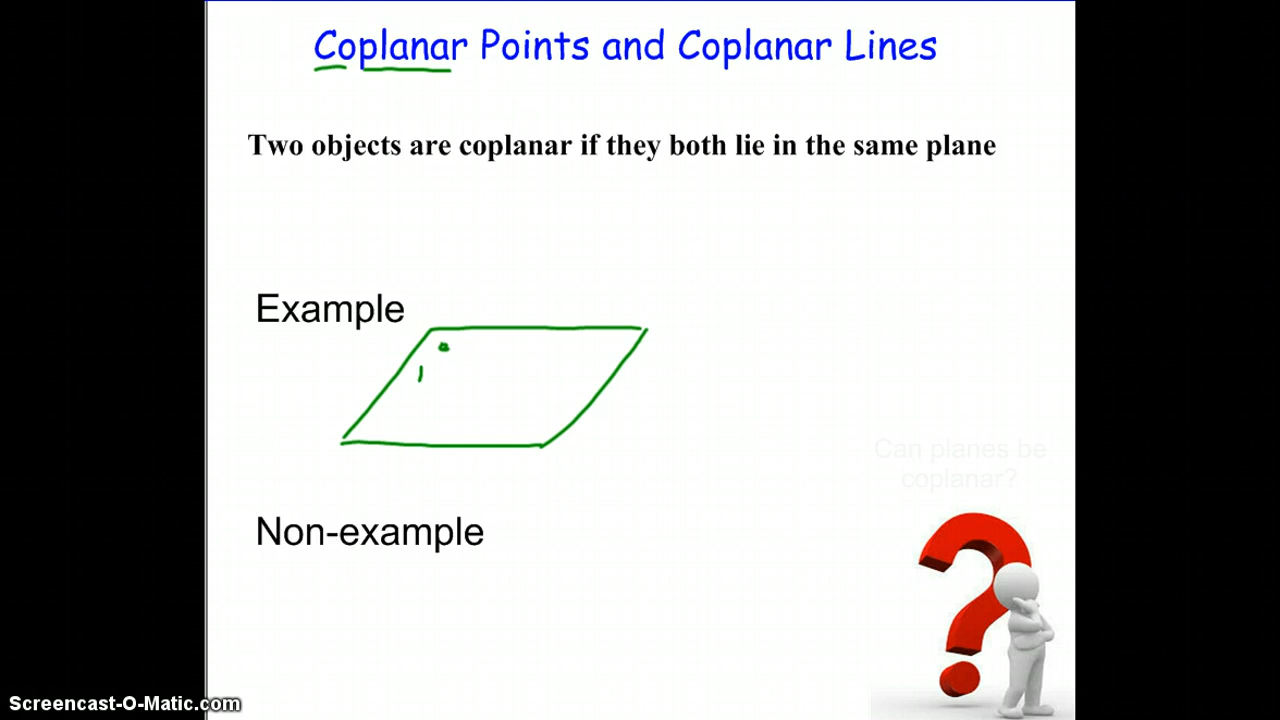 Coplanar Points and Coplanar Lines
Two objects are coplanar if they both lie in the same plane
Example
Can planes be
coplanar?
Non-example
Screencast-O-Matic.com